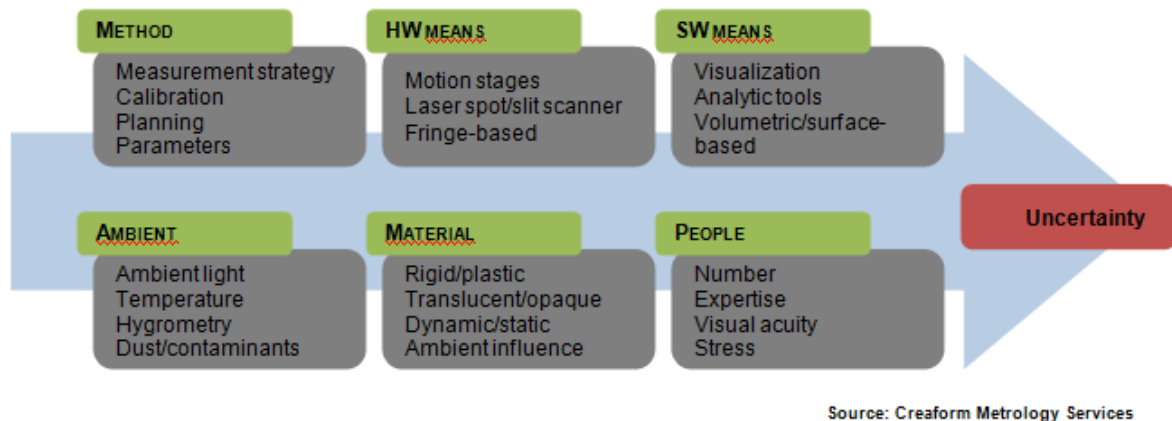 METHOD
Measurement strategy
Calibration
Planning
Parameters
HW MEANS
Motion stages
Laser spot/slit scanner
Fringe-based
SW MEANS
Visualization
Analytic tools
Volumetric/surface-
based
AMBIENT
Ambient light
Temperature
Hygrometry
Dust/contaminants
MATERIAL
Rigid/plastic
Translucent/opaque
Dynamic/static
Ambient influence
PEOPLE
Number
Expertise
Visual acuity
Stress
Uncertainty
Source: Creaform Metrology Services